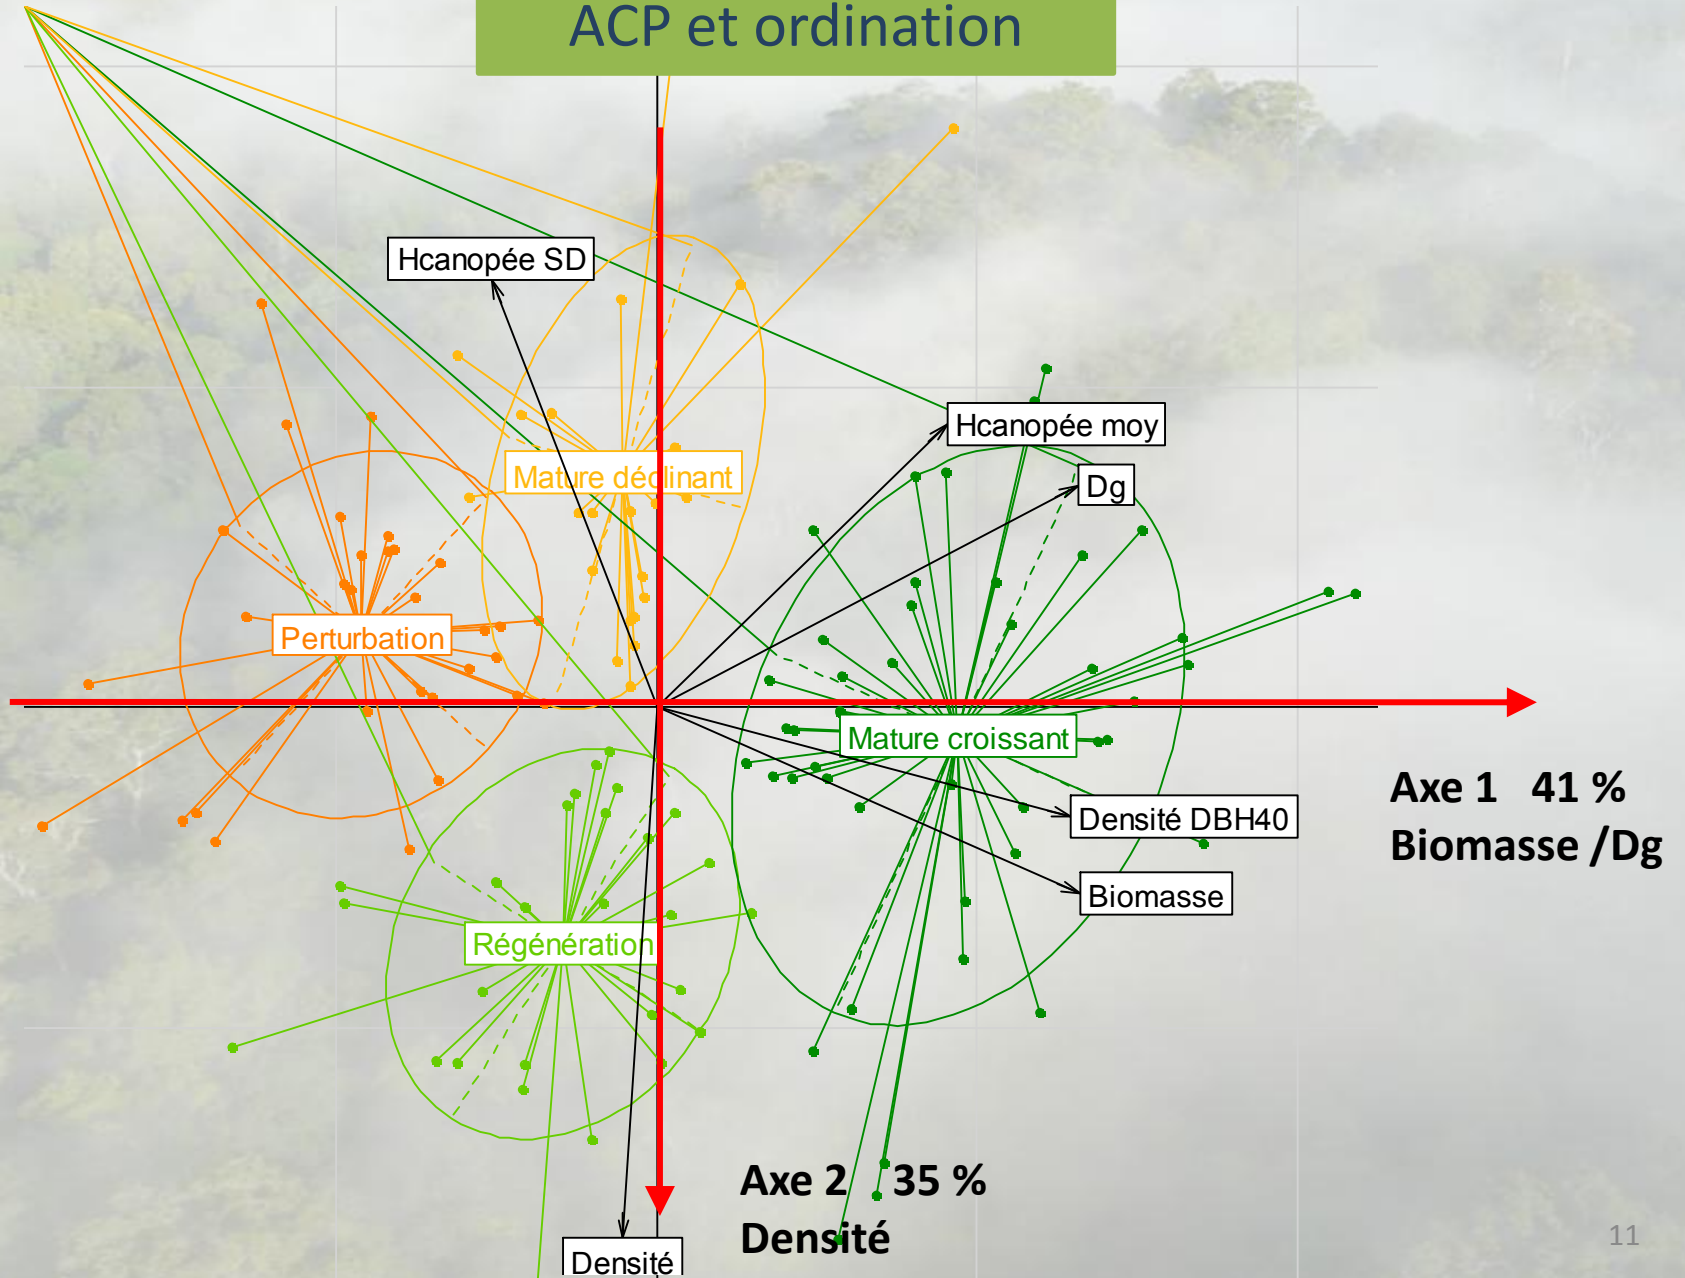 ACP et ordination
Hcanopée SD
Hcanopée moy
Mature déclinant
Dg
Perturbation
Mature croissant
Axe 1 41 %
Biomasse /Dg
Densité DBH40
Biomasse
Régénération
Axe 2 35 %
Densité
Densité
11